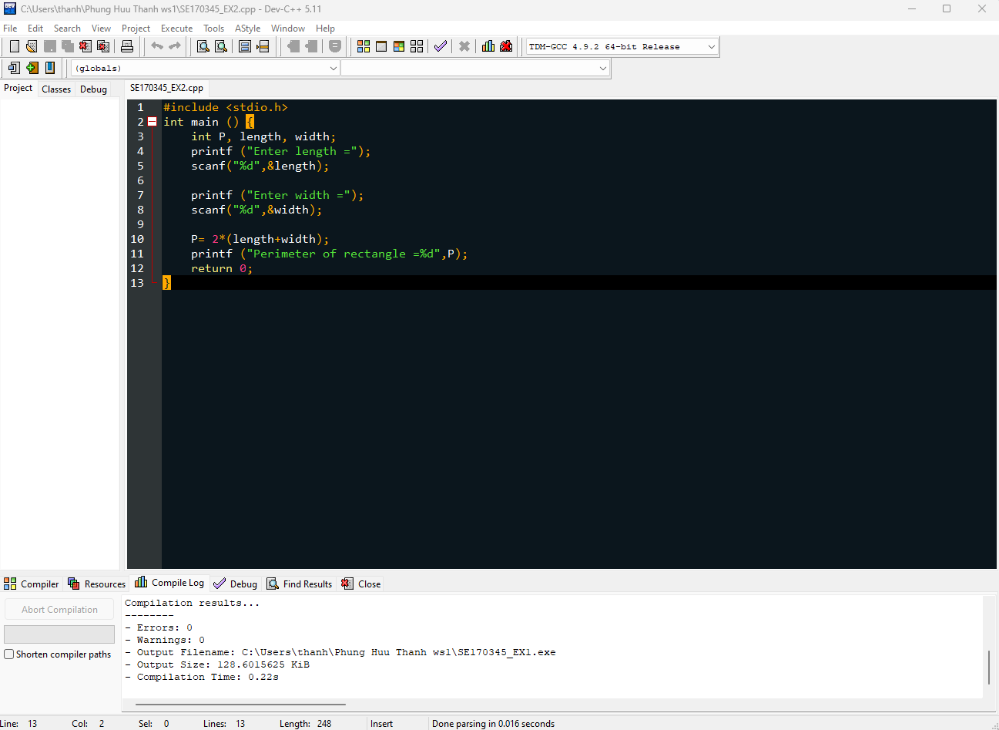 C:\Users\thanh\Phung Huu Thanh ws1\SE170345_EX2.cpp - Dev-C++ 5.11
File Edit Search View Project Execute Tools AStyle Window Help
TDM-GCC 4.9.2 64-bit Release
(globals)
Project Classes Debug
SE170345_EX2.cpp
1 #include <stdio.h>
2 int main () {
3 int P, length, width;
4 printf ("Enter length =");
5 scanf("%d",&length);
6
7 printf ("Enter width =");
8 scanf("%d",&width);
9
10 P= 2*(length+width);
11 printf ("Perimeter of rectangle =%d",P);
12 return 0;
13 }
Compiler Resources Compile Log Debug Find Results Close
Abort Compilation
Shorten compiler paths
Compilation results...
--------
- Errors: 0
- Warnings: 0
- Output Filename: C:\Users\thanh\Phung Huu Thanh ws1\SE170345_EX1.exe
- Output Size: 128.6015625 KiB
- Compilation Time: 0.22s
Line: 13 Col: 2 Sel: 0 Lines: 13 Length: 248 Insert Done parsing in 0.016 seconds